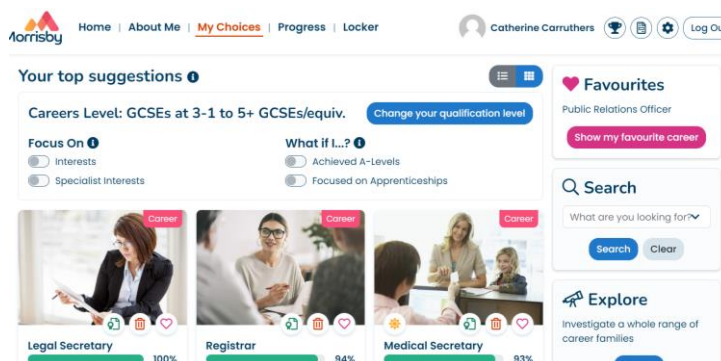 Morrisby
Home | About Me | My Choices | Progress | Locker
Catherine Carruthers
Log Ou
Your top suggestions
Careers Level: GCSEs at 3-1 to 5+ GCSEs/equiv.
Change your qualification level
Focus On
Interests
Specialist Interests
What if I...?
Achieved A-Levels
Focused on Apprenticeships
Career
Career
Career
Legal Secretary
100%
Registrar
94%
Medical Secretary
93%
Favourites
Public Relations Officer
Show my favourite career
Search
What are you looking for?
Search
Clear
Explore
Investigate a whole range of
career families